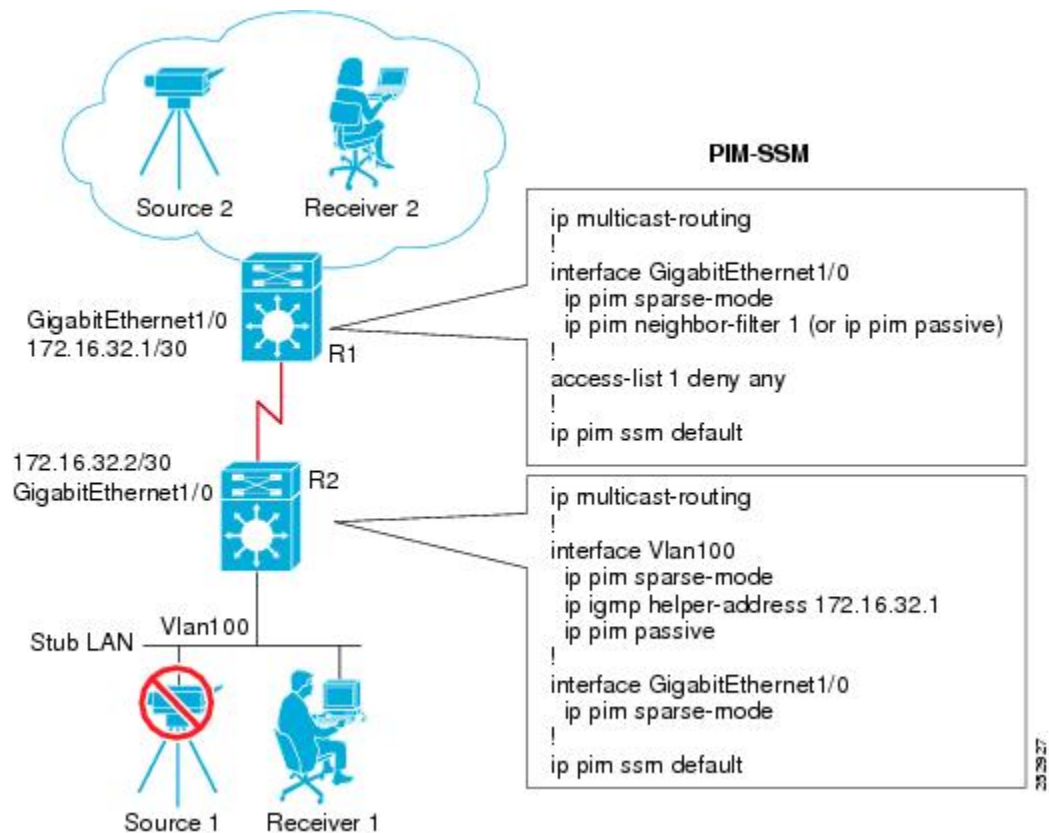 Source 2
Receiver 2
PIM-SSM
GigabitEthernet1/0
172.16.32.1/30
R1
ip multicast-routing
!
interface GigabitEthernet1/0
ip pim sparse-mode
ip pim neighbor-filter 1 (or ip pim passive)
!
access-list 1 deny any
!
ip pim ssm default
172.16.32.2/30
GigabitEthernet1/0
R2
ip multicast-routing
!
interface Vlan100
ip pim sparse-mode
ip igmp helper-address 172.16.32.1
ip pim passive
!
interface GigabitEthernet1/0
ip pim sparse-mode
!
ip pim ssm default
Stub LAN
Vlan100
Source 1
Receiver 1